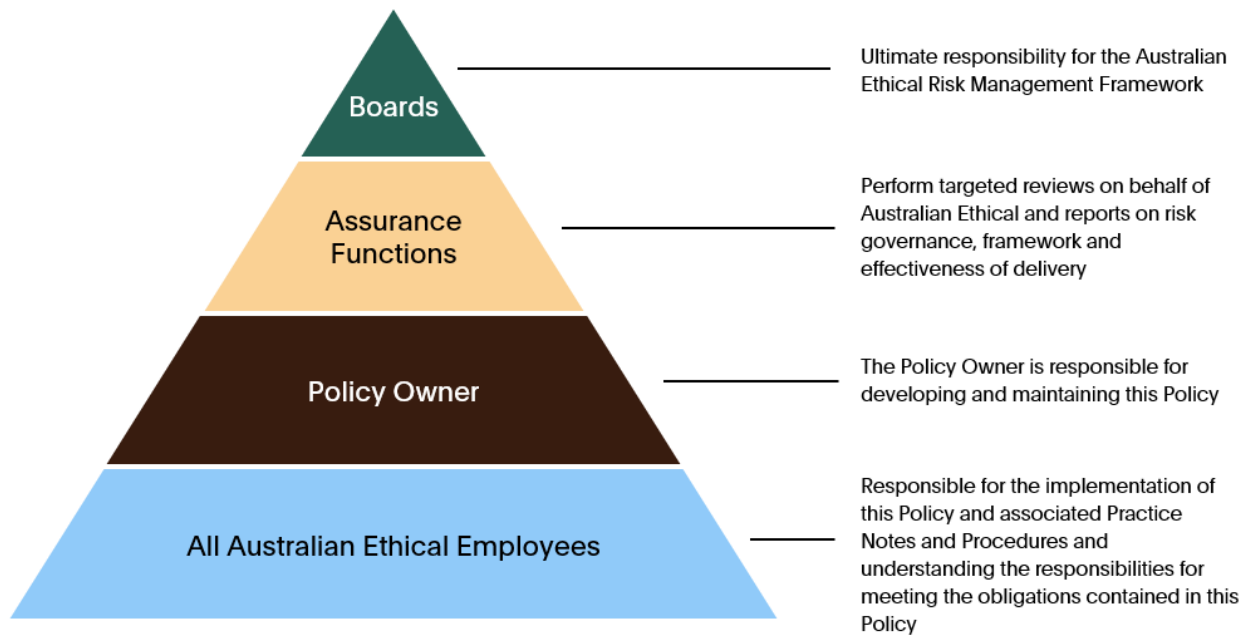 Boards
Ultimate responsibility for the Australian
Ethical Risk Management Framework
Assurance
Functions
Perform targeted reviews on behalf of
Australian Ethical and reports on risk
governance, framework and
effectiveness of delivery
Policy Owner
The Policy Owner is responsible for
developing and maintaining this Policy
All Australian Ethical Employees
Responsible for the implementation of
this Policy and associated Practice
Notes and Procedures and
understanding the responsibilities for
meeting the obligations contained in this
Policy